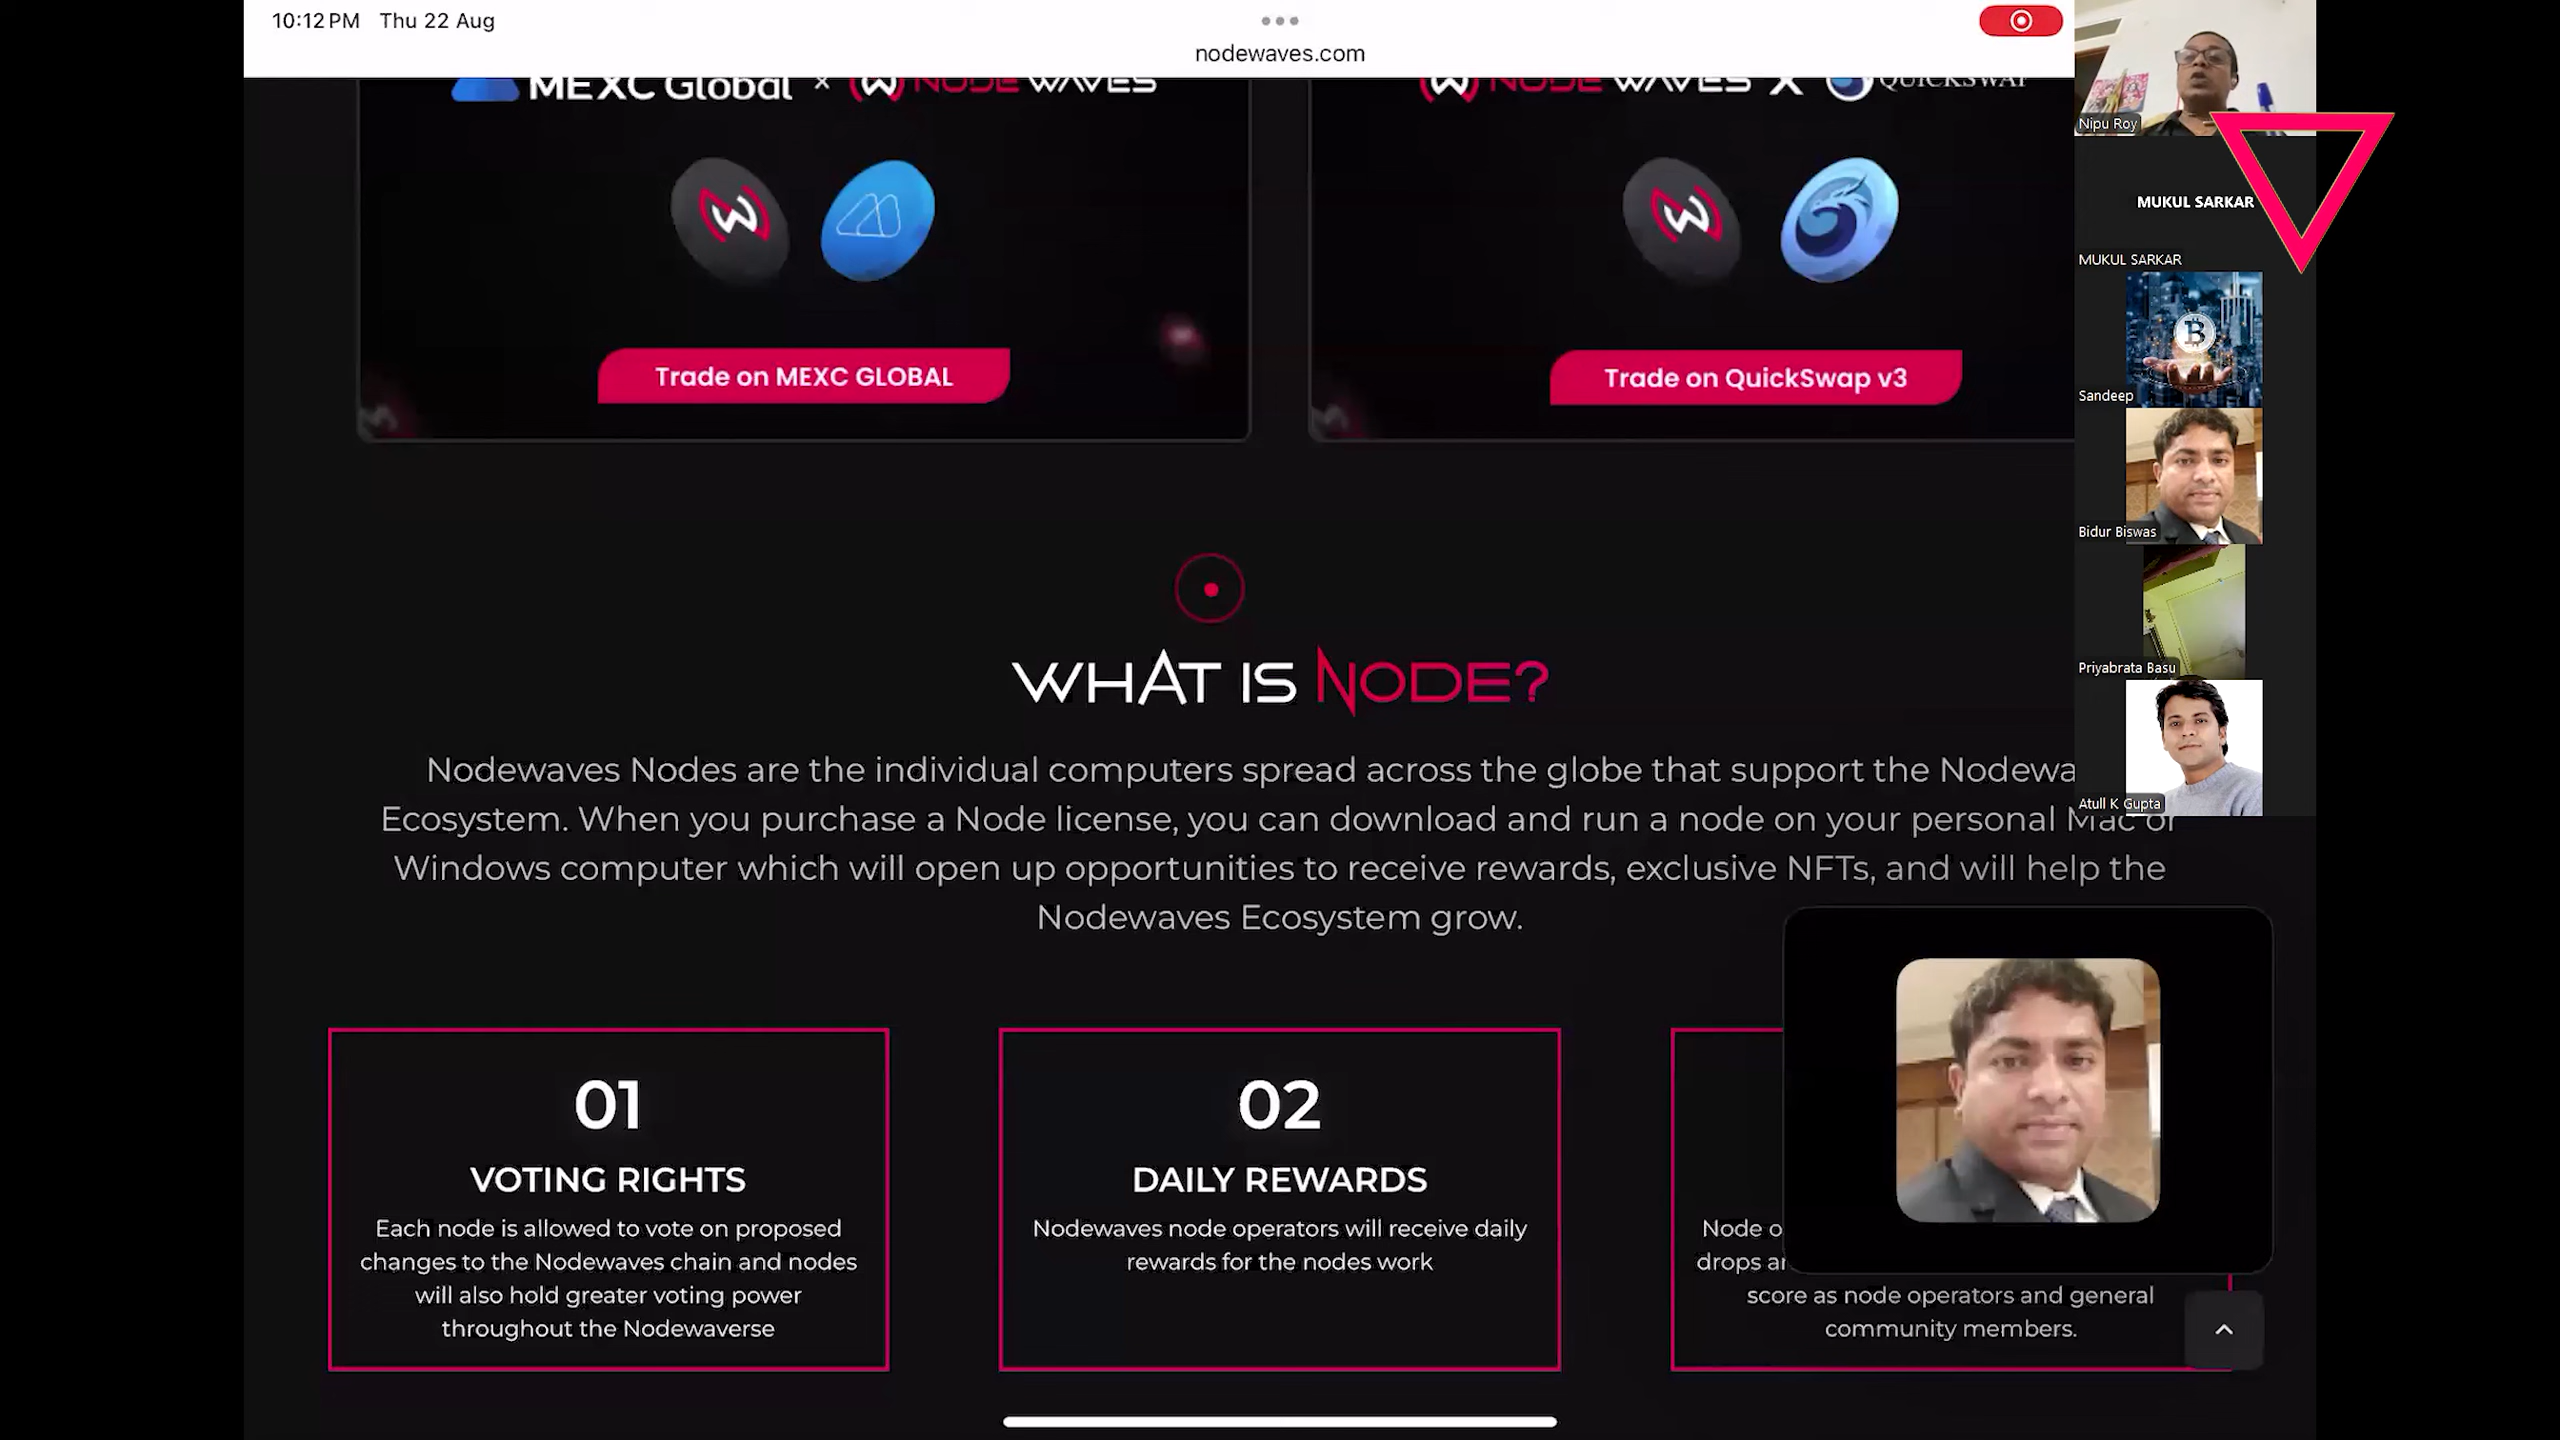 10:12 PM Thu 22 Aug
nodewaves.com
MEXC Global × NODE WAVES
NODE WAVES X QUICKSWAP
Trade on MEXC GLOBAL
Trade on QuickSwap v3
Nipu Roy
MUKUL SARKAR
MUKUL SARKAR
Sandeep
Bidur Biswas
Priyabrata Basu
Atull K Gupta
WHAT IS NODE?
Nodewaves Nodes are the individual computers spread across the globe that support the Nodewa
Ecosystem. When you purchase a Node license, you can download and run a node on your personal Mac or
Windows computer which will open up opportunities to receive rewards, exclusive NFTs, and will help the
Nodewaves Ecosystem grow.
01
VOTING RIGHTS
Each node is allowed to vote on proposed
changes to the Nodewaves chain and nodes
will also hold greater voting power
throughout the Nodewaverse
02
DAILY REWARDS
Nodewaves node operators will receive daily
rewards for the nodes work
Node o
drops ar
score as node operators and general
community members.